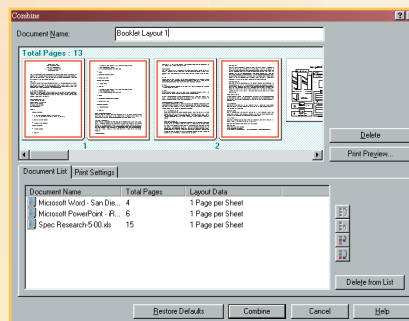 Combine
Document Name: Booklet Layout 1
Total Pages : 13
1 2
Delete
Print Preview...
Document List Print Settings
Document Name Total Pages Layout Data
Microsoft Word - San Die... 4 1 Page per Sheet
Microsoft PowerPoint - iR... 6 1 Page per Sheet
Spec Research-5-00.xls 15 1 Page per Sheet
Delete from List
Restore Defaults Combine Cancel Help